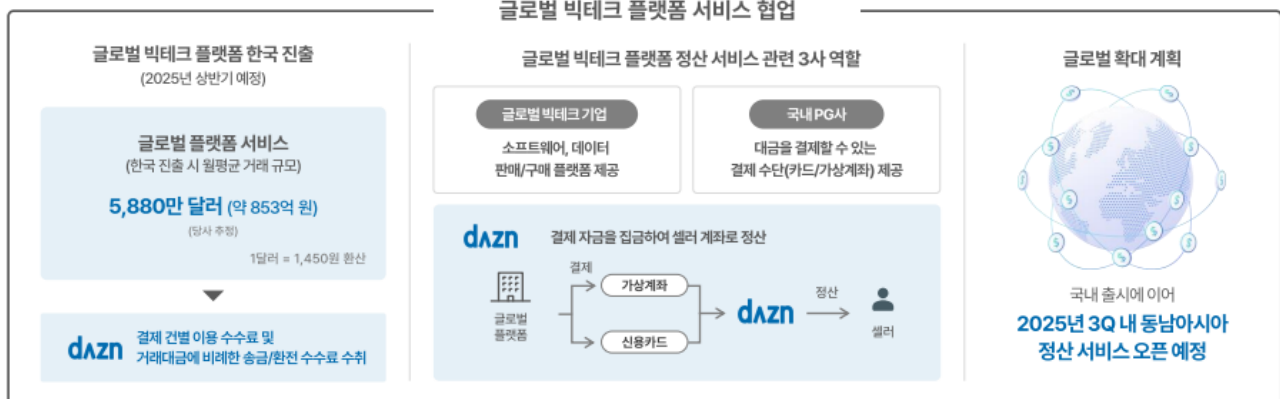 글로벌 빅테크 플랫폼 서비스 협업
글로벌 빅테크 플랫폼 한국 진출
(2025년 상반기 예정)
글로벌 플랫폼 서비스
(한국 진출 시 월평균 거래 규모)
5,880만 달러 (약 853억 원)
(당사 추정)
1달러 = 1,450원 환산
dazn
결제 건별 이용 수수료 및
거래대금에 비례한 송금/환전 수수료 수취
글로벌 빅테크 플랫폼 정산 서비스 관련 3사 역할
글로벌 빅테크 기업
소프트웨어, 데이터
판매/구매 플랫폼 제공
국내 PG사
대금을 결제할 수 있는
결제 수단(카드/가상계좌) 제공
dazn
결제 자금을 집금하여 셀러 계좌로 정산
글로벌
플랫폼
결제
가상계좌
신용카드
dazn
정산
셀러
글로벌 확대 계획
$
$
$
$
$
$
$
$
$
$
$
국내 출시에 이어
2025년 3Q 내 동남아시아
정산 서비스 오픈 예정